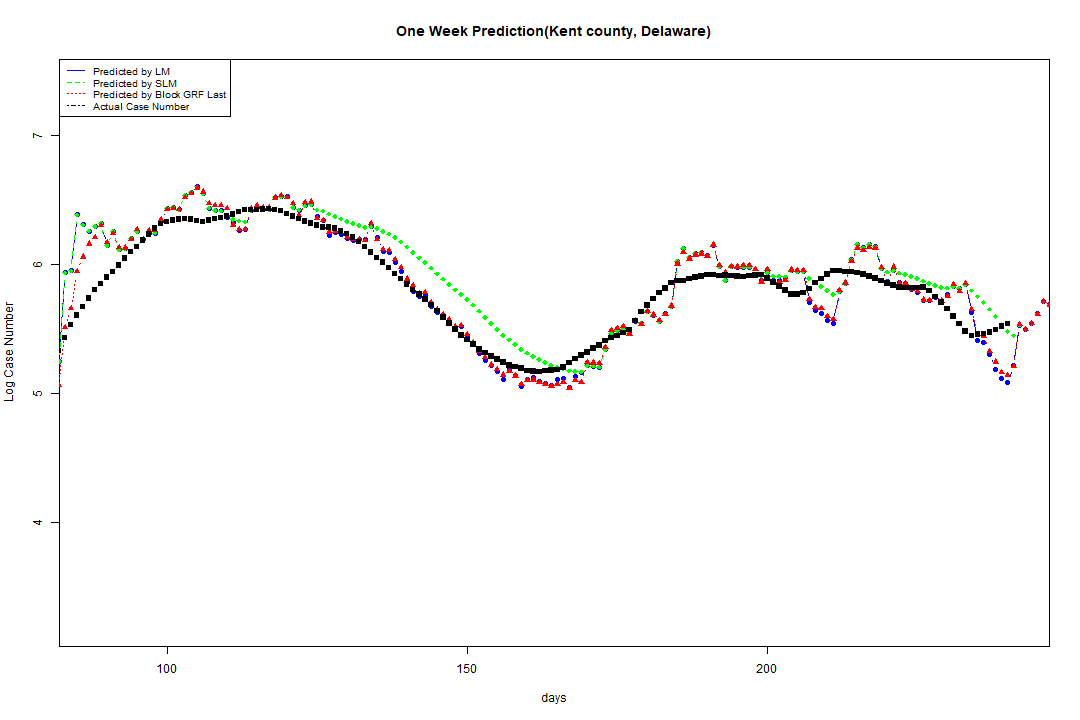 One Week Prediction(Kent county, Delaware)
Predicted by LM
Predicted by SLM
Predicted by Block GRF Last
Actual Case Number
7
6
5
4
Log Case Number
100 150 200
days